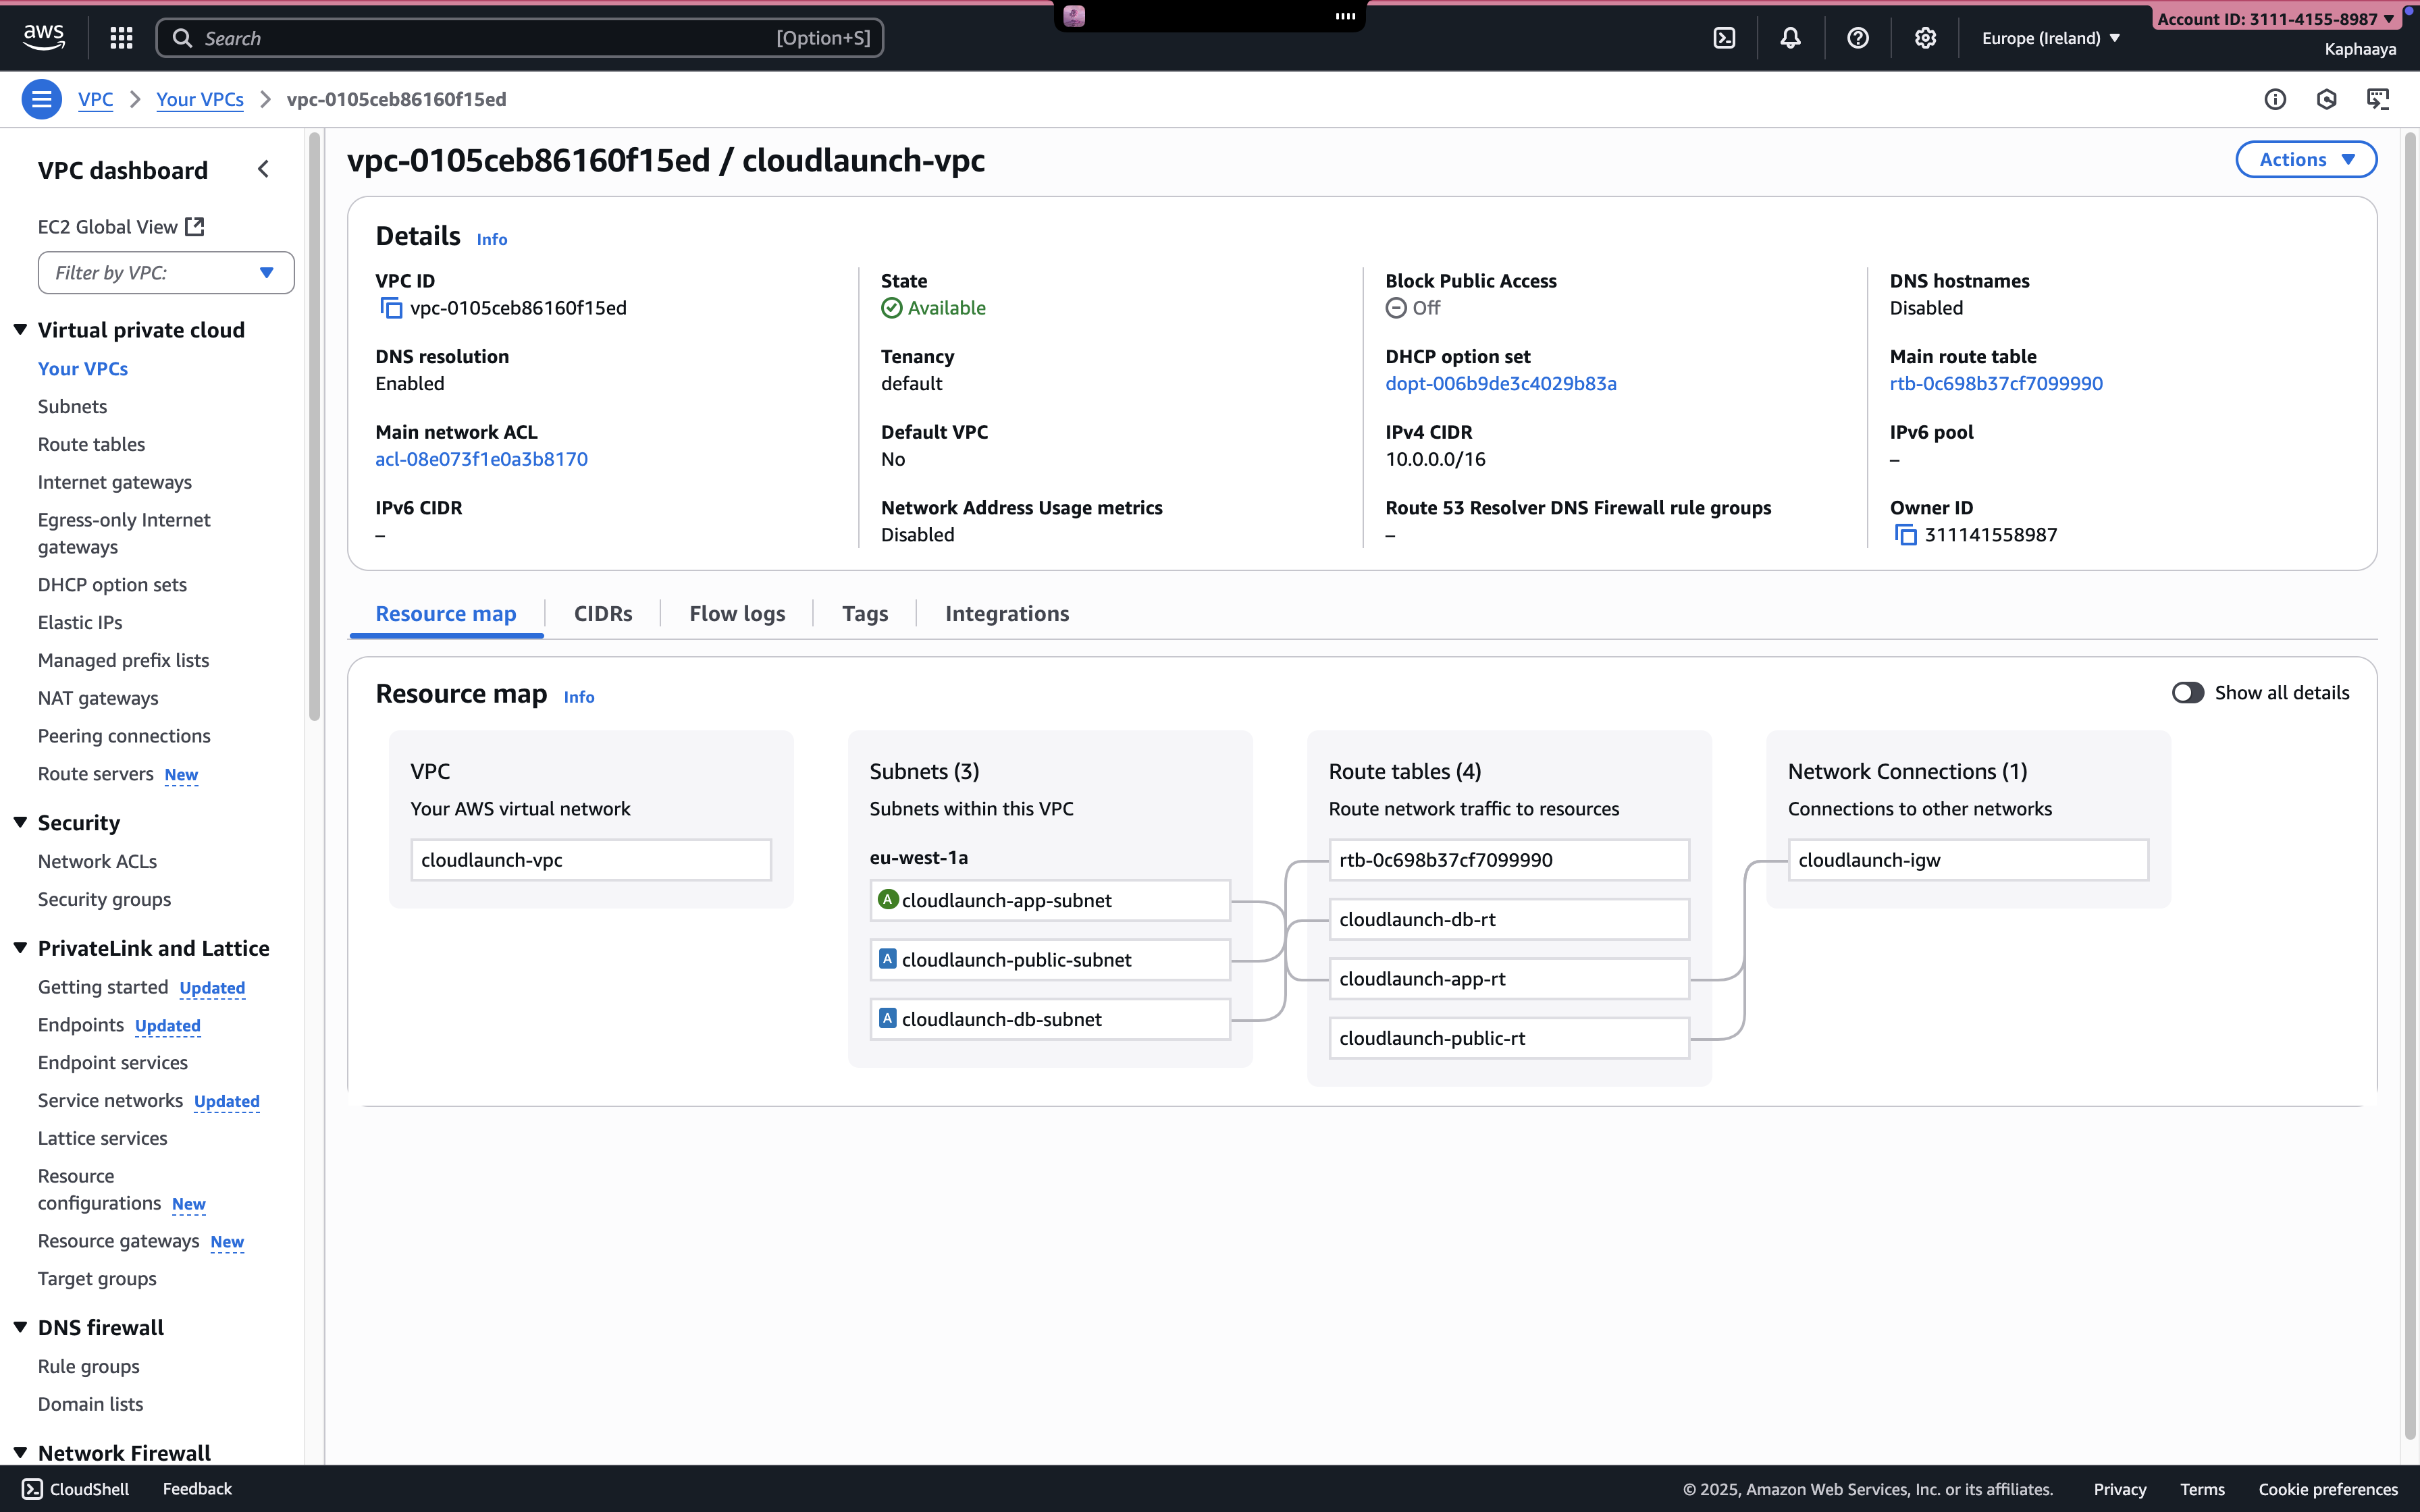 aws
Search [Option+S]
Europe (Ireland)
Account ID: 3111-4155-8987
Kaphaaya
VPC
Your VPCs
vpc-0105ceb86160f15ed
VPC dashboard
EC2 Global View
Filter by VPC:
Virtual private cloud
Your VPCs
Subnets
Route tables
Internet gateways
Egress-only Internet
gateways
DHCP option sets
Elastic IPs
Managed prefix lists
NAT gateways
Peering connections
Route servers New
Security
Network ACLs
Security groups
PrivateLink and Lattice
Getting started Updated
Endpoints Updated
Endpoint services
Service networks Updated
Lattice services
Resource
configurations New
Resource gateways New
Target groups
DNS firewall
Rule groups
Domain lists
Network Firewall
vpc-0105ceb86160f15ed / cloudlaunch-vpc
Actions
Details Info
VPC ID
vpc-0105ceb86160f15ed
State
Available
Block Public Access
Off
DNS hostnames
Disabled
DNS resolution
Enabled
Tenancy
default
DHCP option set
dopt-006b9de3c4029b83a
Main route table
rtb-0c698b37cf7099990
Main network ACL
acl-08e073f1e0a3b8170
Default VPC
No
IPv4 CIDR
10.0.0.0/16
IPv6 pool
–
IPv6 CIDR
–
Network Address Usage metrics
Disabled
Route 53 Resolver DNS Firewall rule groups
–
Owner ID
311141558987
Resource map
CIDRs
Flow logs
Tags
Integrations
Resource map Info
Show all details
VPC
Your AWS virtual network
cloudlaunch-vpc
Subnets (3)
Subnets within this VPC
eu-west-1a
A cloudlaunch-app-subnet
A cloudlaunch-public-subnet
A cloudlaunch-db-subnet
Route tables (4)
Route network traffic to resources
rtb-0c698b37cf7099990
cloudlaunch-db-rt
cloudlaunch-app-rt
cloudlaunch-public-rt
Network Connections (1)
Connections to other networks
cloudlaunch-igw
CloudShell
Feedback
© 2025, Amazon Web Services, Inc. or its affiliates.
Privacy
Terms
Cookie preferences